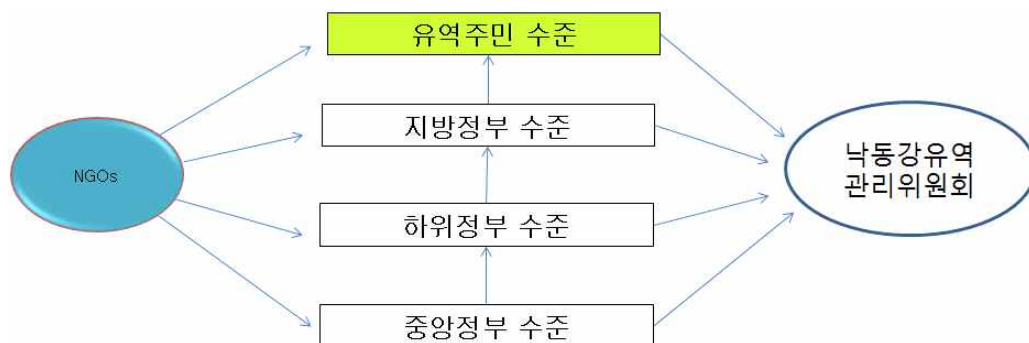 유역주민 수준
지방정부 수준
NGOs
낙동강유역
관리위원회
하위정부 수준
중앙정부 수준